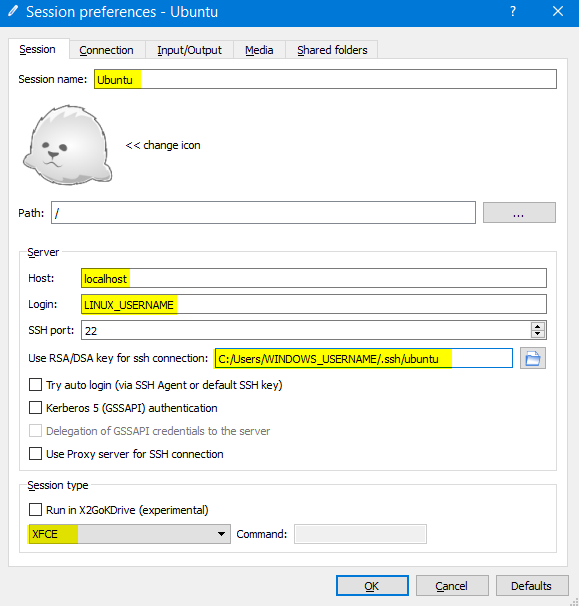 Session preferences - Ubuntu
?
Session Connection Input/Output Media Shared folders
Session name: Ubuntu
<< change icon
Path: / ...
Server
Host: localhost
Login: LINUX_USERNAME
SSH port: 22
Use RSA/DSA key for ssh connection: C:/Users/WINDOWS_USERNAME/.ssh/ubuntu
Try auto login (via SSH Agent or default SSH key)
Kerberos 5 (GSSAPI) authentication
Delegation of GSSAPI credentials to the server
Use Proxy server for SSH connection
Session type
Run in X2GoKDrive (experimental)
XFCE Command:
OK Cancel Defaults